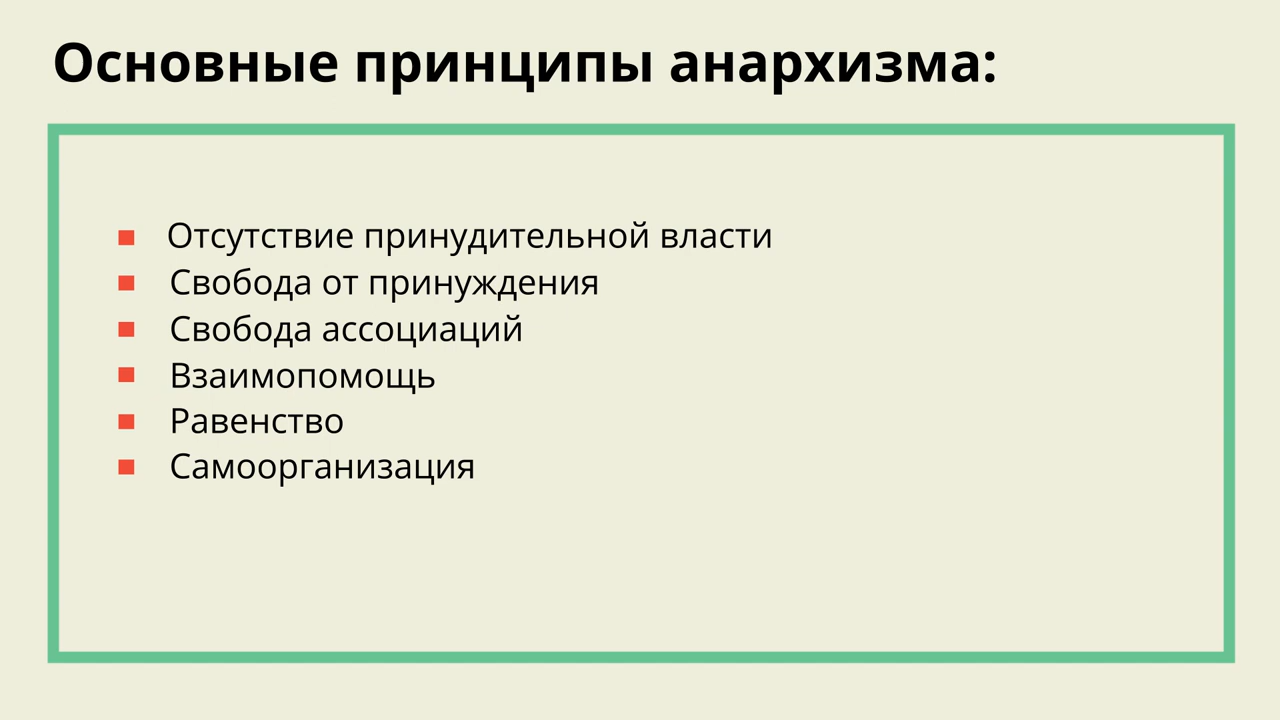 Основные принципы анархизма:
Отсутствие принудительной власти
Свобода от принуждения
Свобода ассоциаций
Взаимопомощь
Равенство
Самоорганизация